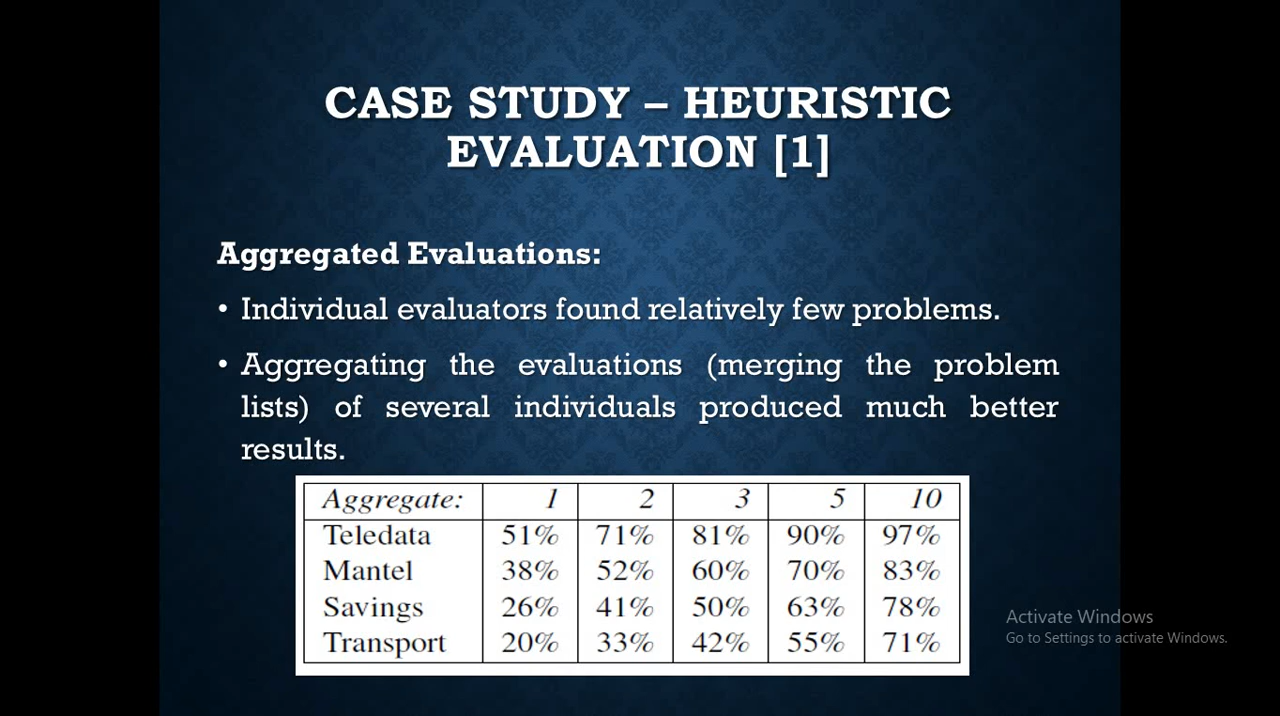 CASE STUDY – HEURISTIC
EVALUATION [1]
Aggregated Evaluations:
• Individual evaluators found relatively few problems.
• Aggregating the evaluations (merging the problem
lists) of several individuals produced much better
results.
Aggregate: 1 2 3 5 10
Teledata 51% 71% 81% 90% 97%
Mantel 38% 52% 60% 70% 83%
Savings 26% 41% 50% 63% 78%
Transport 20% 33% 42% 55% 71%
Activate Windows
Go to Settings to activate Windows.